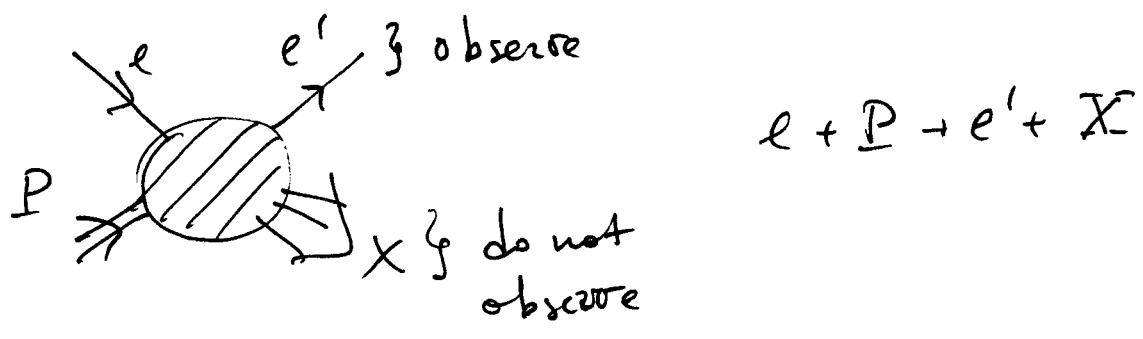 e e' } observe
e + P → e' + X
P
X } do not
observe